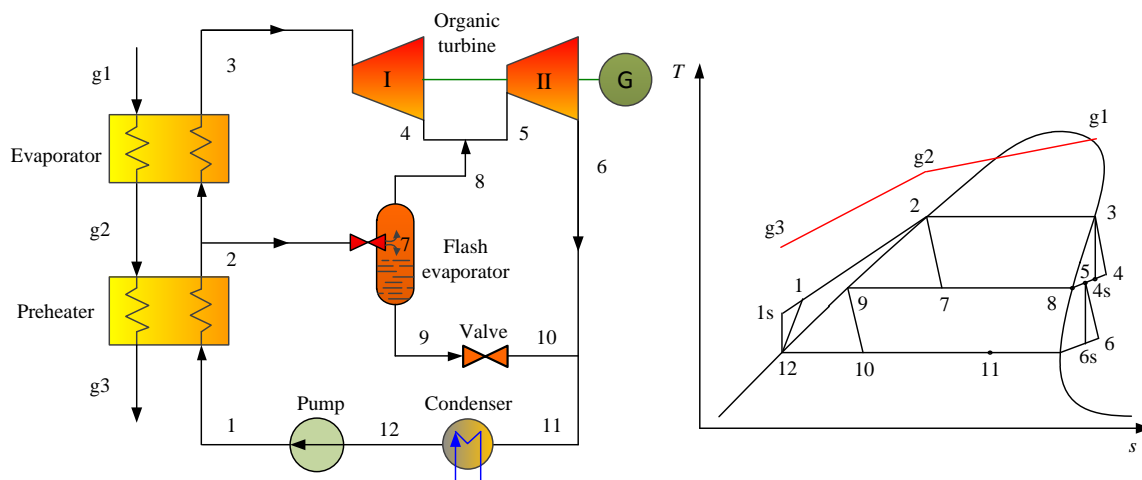 Organic
turbine
g1
3
I
II
G
4
5
Evaporator
8
6
g2
7
2
Flash
evaporator
Preheater
9
Valve
10
g3
1
Pump
12
Condenser
11
T
g1
g2
g3
2
3
1
5
4
1s
9
7
8
4s
6
12
10
11
6s
s